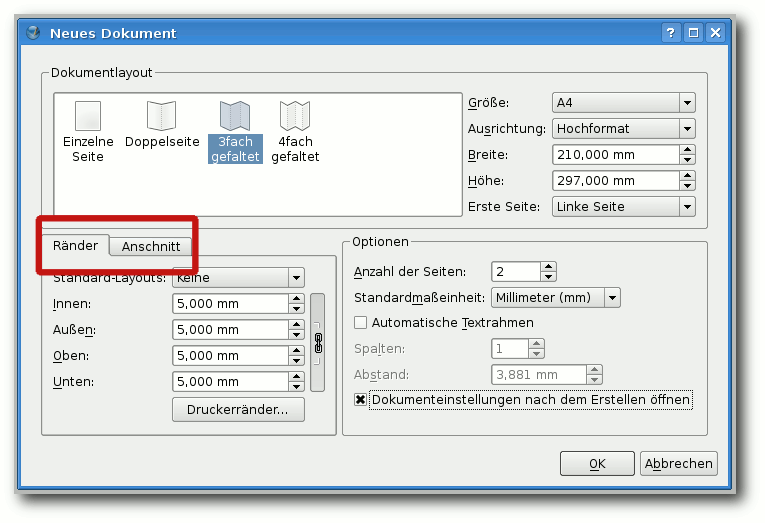 Neues Dokument
Dokumentlayout
Einzelne
Seite
Doppelseite
3fach
gefaltet
4fach
gefaltet
Größe: A4
Ausrichtung: Hochformat
Breite: 210,000 mm
Höhe: 297,000 mm
Erste Seite: Linke Seite
Ränder Anschnitt
Standard-Layouts: Keine
Innen: 5,000 mm
Außen: 5,000 mm
Oben: 5,000 mm
Unten: 5,000 mm
Druckerränder...
Optionen
Anzahl der Seiten: 2
Standardmaßeinheit: Millimeter (mm)
Automatische Textrahmen
Spalten: 1
Abstand: 3,881 mm
Dokumenteinstellungen nach dem Erstellen öffnen
OK Abbrechen